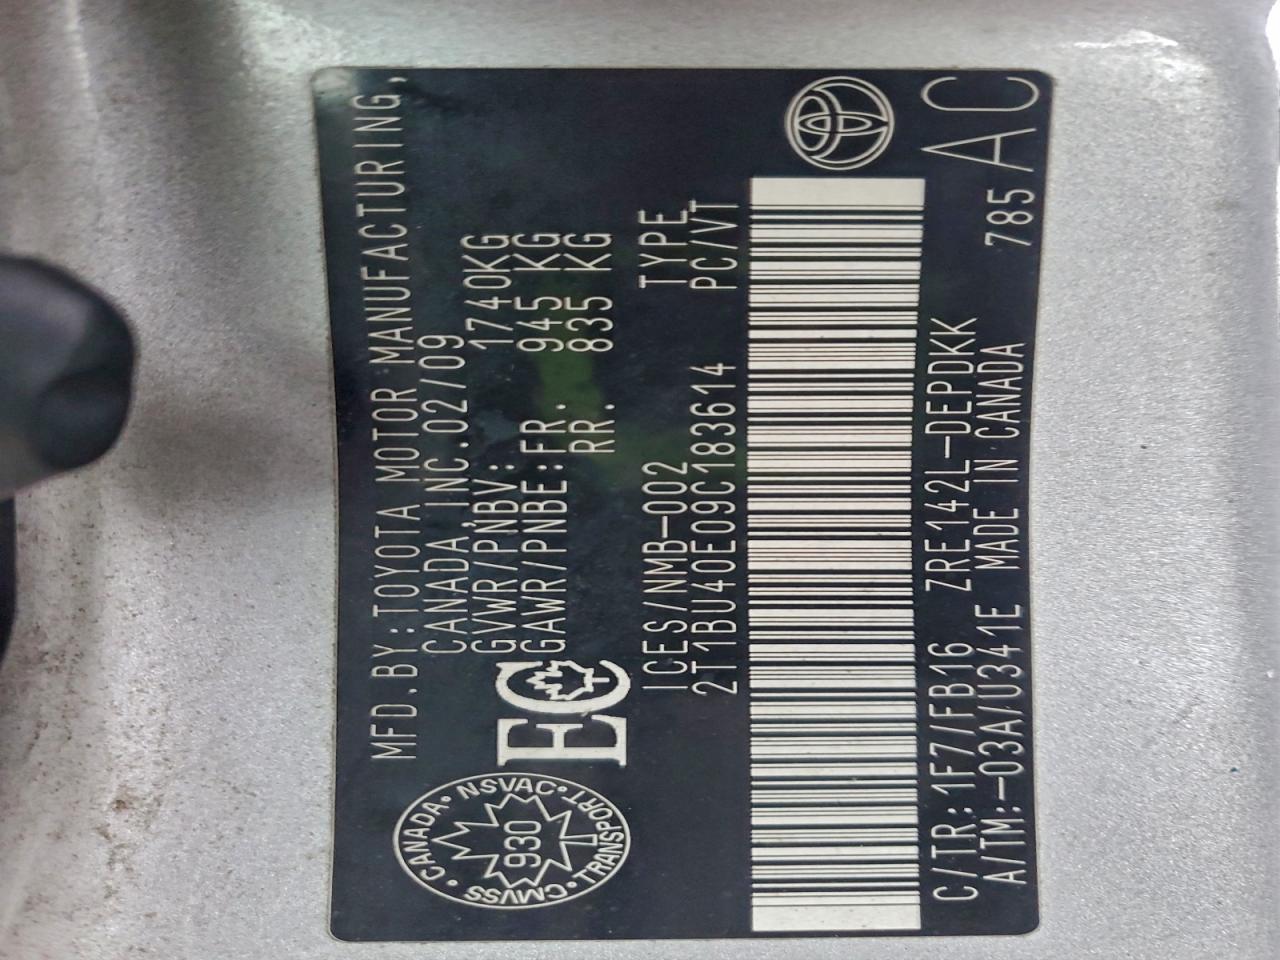 MFD.BY:TOYOTA MOTOR MANUFACTURING,
CANADA INC. 02/09
GVWR/PNBV: 1740KG
GAWR/PNBE:FR. 945 KG
RR. 835 KG
CANADA • NSVAC • TRANSPORT • CMVSS •
930
EC
ICES/NMB-002 TYPE
2T1BU40E09C183614 PC/VT
C/TR: 1F7/FB16 ZRE142L-DEPDKK
A/TM:-03A/U341E MADE IN CANADA 785
AC